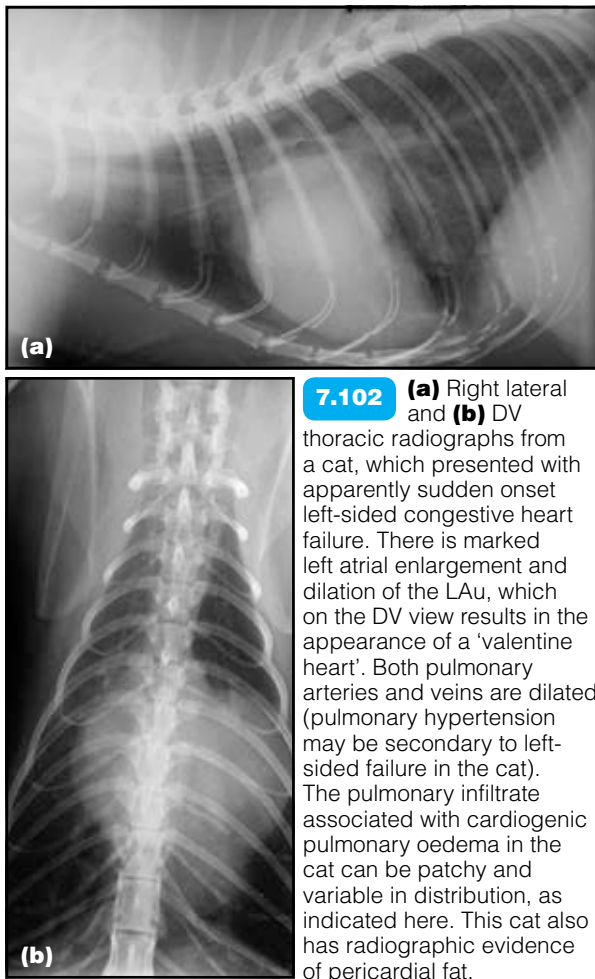 (a)
(b)
7.102 (a) Right lateral
and (b) DV
thoracic radiographs from
a cat, which presented with
apparently sudden onset
left-sided congestive heart
failure. There is marked
left atrial enlargement and
dilation of the LAu, which
on the DV view results in the
appearance of a ‘valentine
heart’. Both pulmonary
arteries and veins are dilated
(pulmonary hypertension
may be secondary to left-
sided failure in the cat).
The pulmonary infiltrate
associated with cardiogenic
pulmonary oedema in the
cat can be patchy and
variable in distribution, as
indicated here. This cat also
has radiographic evidence
of pericardial fat.